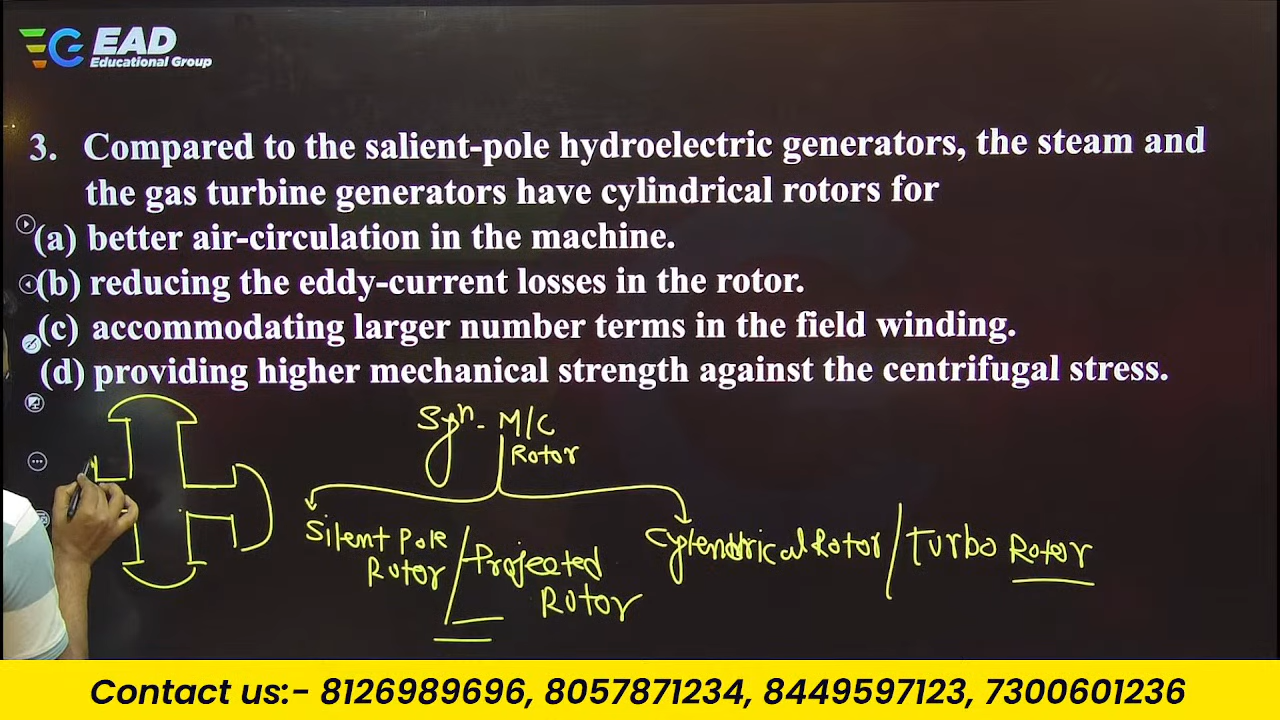 EAD
Educational Group
3. Compared to the salient-pole hydroelectric generators, the steam and
the gas turbine generators have cylindrical rotors for
(a) better air-circulation in the machine.
(b) reducing the eddy-current losses in the rotor.
(c) accommodating larger number terms in the field winding.
(d) providing higher mechanical strength against the centrifugal stress.
Syn. M/C
Rotor
Silent Pole
Rotor / Projected
Rotor
Cylendrical Rotor / Turbo Rotor
Contact us:- 8126989696, 8057871234, 8449597123, 7300601236